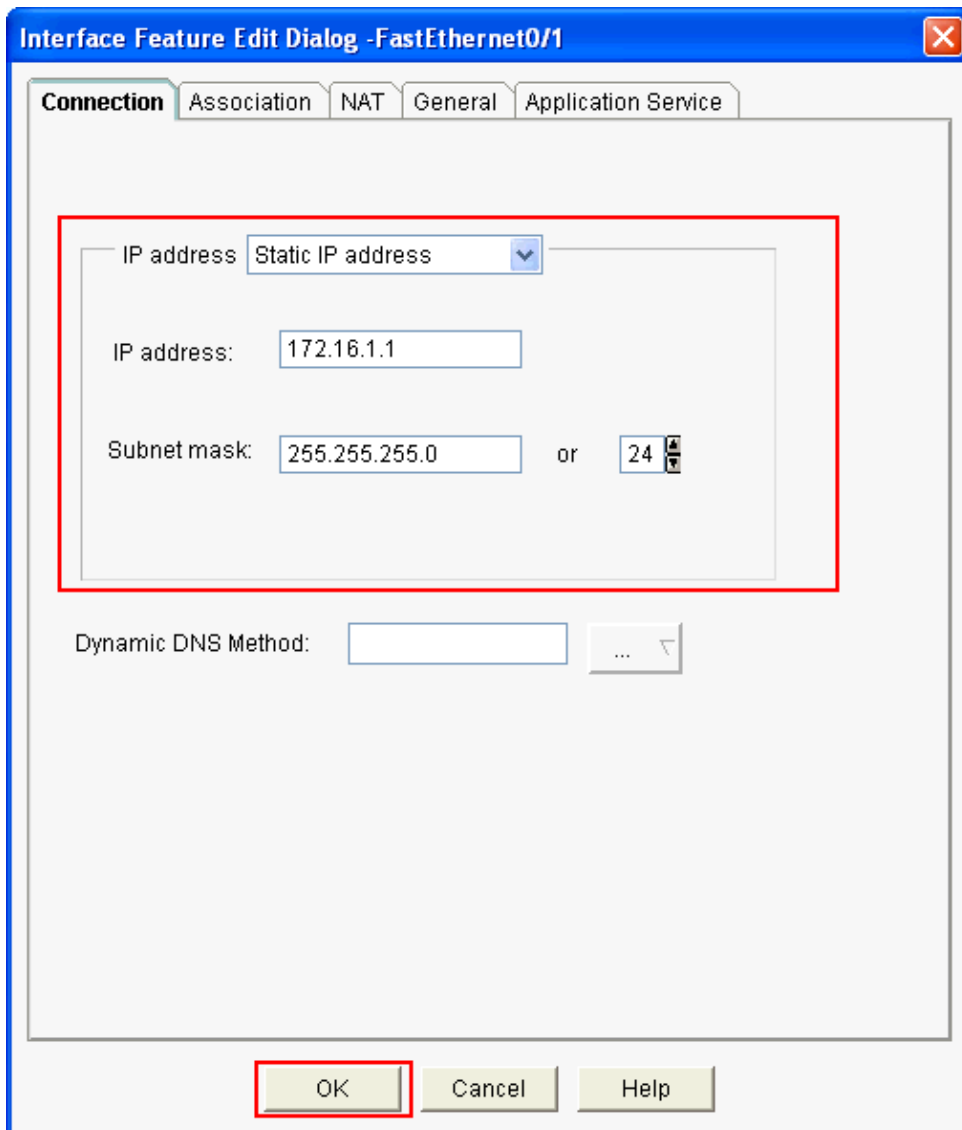 Interface Feature Edit Dialog -FastEthernet0/1
Connection Association NAT General Application Service
IP address Static IP address
IP address: 172.16.1.1
Subnet mask: 255.255.255.0 or 24
Dynamic DNS Method: ...
OK Cancel Help